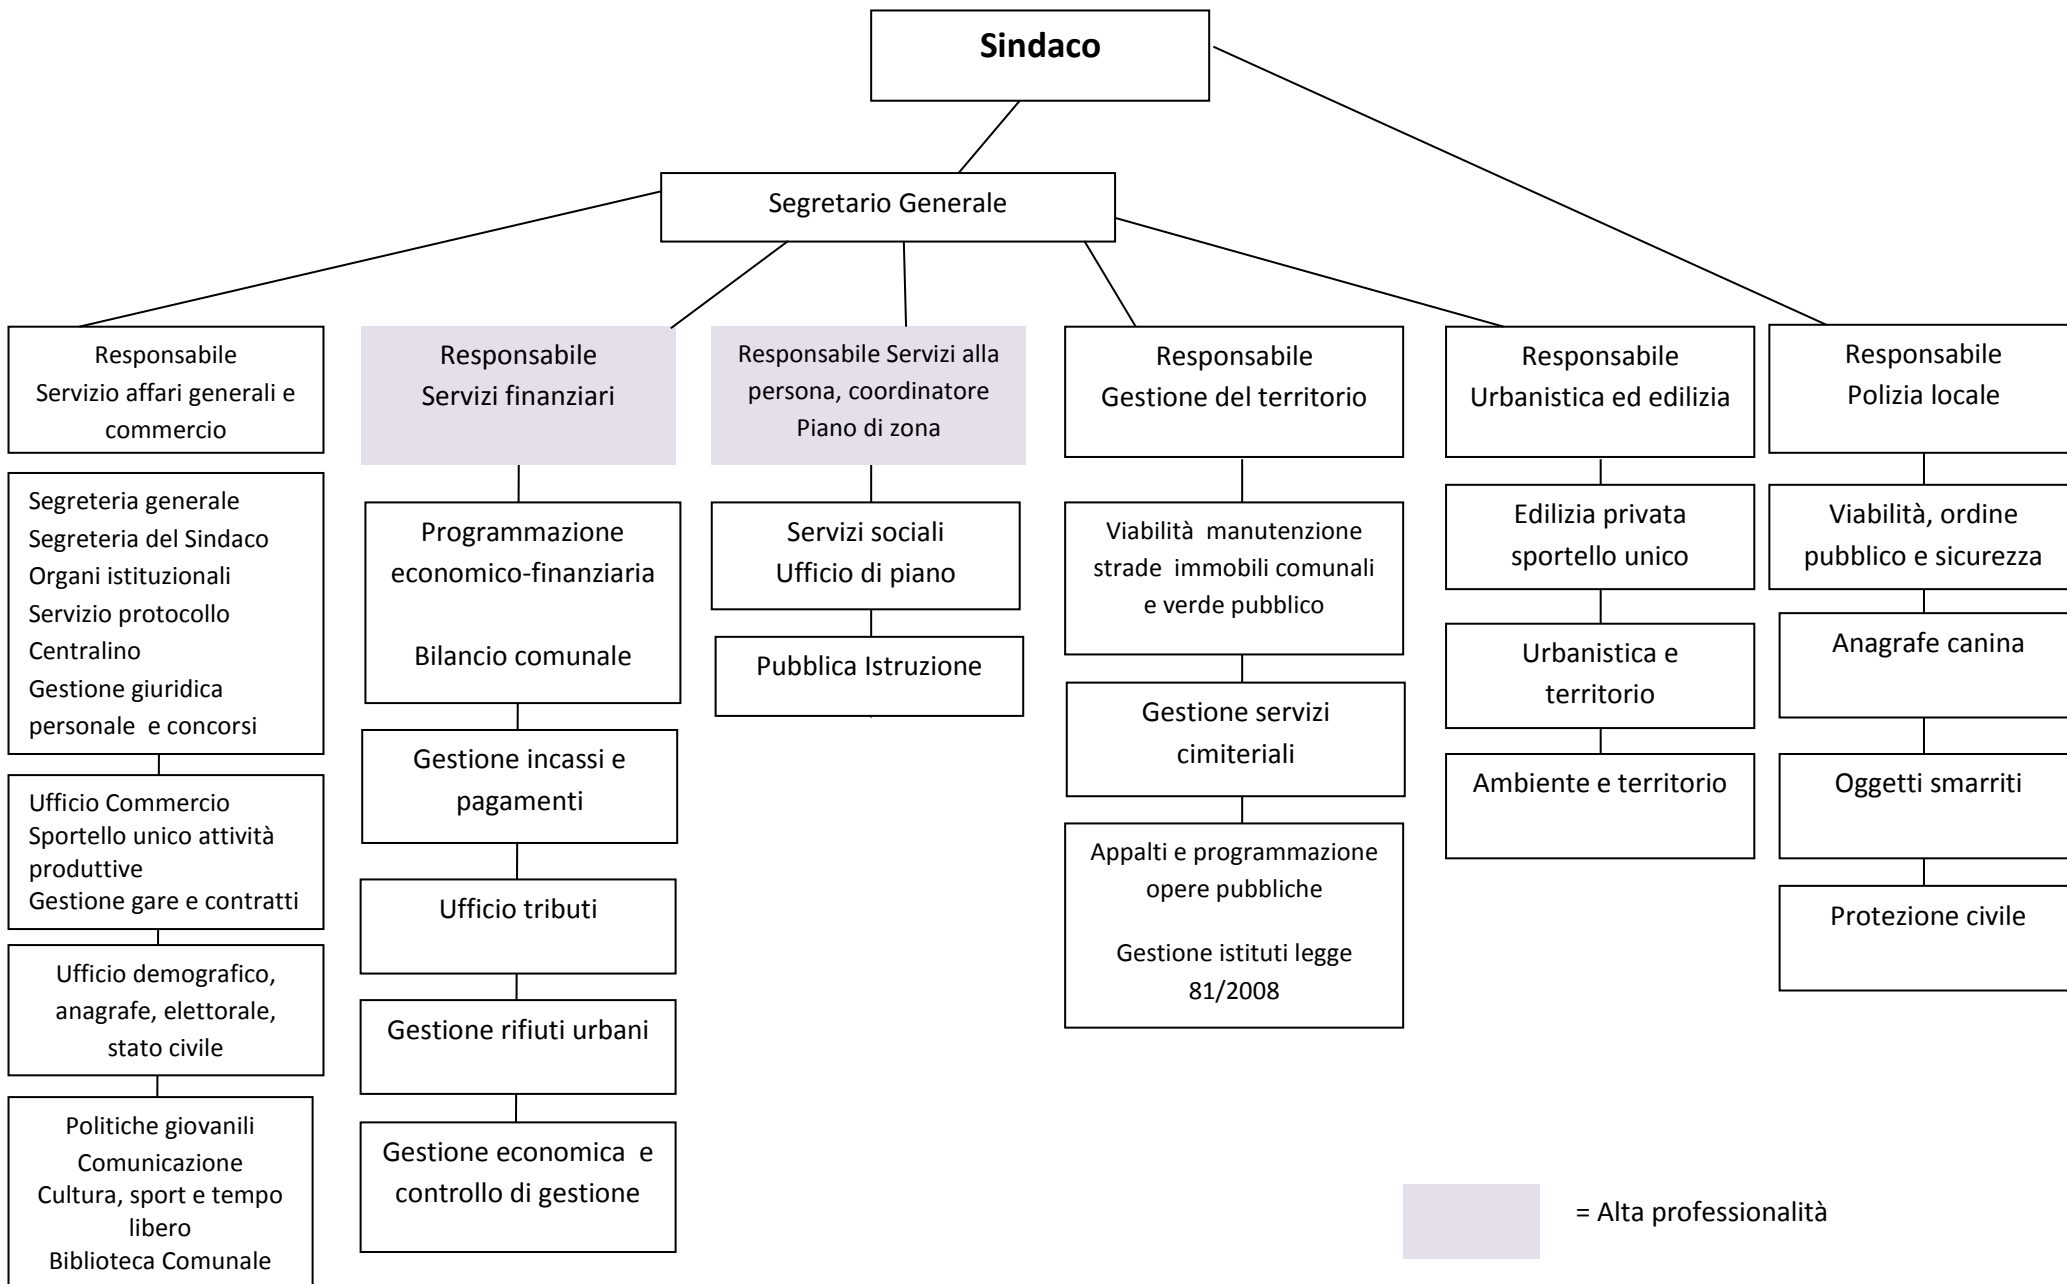 Sindaco
Segretario Generale
Responsabile
Servizio affari generali e
commercio
Segreteria generale
Segreteria del Sindaco
Organi istituzionali
Servizio protocollo
Centralino
Gestione giuridica
personale e concorsi
Ufficio Commercio
Sportello unico attività
produttive
Gestione gare e contratti
Ufficio demografico,
anagrafe, elettorale,
stato civile
Politiche giovanili
Comunicazione
Cultura, sport e tempo
libero
Biblioteca Comunale
Responsabile
Servizi finanziari
Programmazione
economico-finanziaria
Bilancio comunale
Gestione incassi e
pagamenti
Ufficio tributi
Gestione rifiuti urbani
Gestione economica e
controllo di gestione
Responsabile Servizi alla
persona, coordinatore
Piano di zona
Servizi sociali
Ufficio di piano
Pubblica Istruzione
Responsabile
Gestione del territorio
Viabilità manutenzione
strade immobili comunali
e verde pubblico
Gestione servizi
cimiteriali
Appalti e programmazione
opere pubbliche
Gestione istituti legge
81/2008
Responsabile
Urbanistica ed edilizia
Edilizia privata
sportello unico
Urbanistica e
territorio
Ambiente e territorio
Responsabile
Polizia locale
Viabilità, ordine
pubblico e sicurezza
Anagrafe canina
Oggetti smarriti
Protezione civile
= Alta professionalità